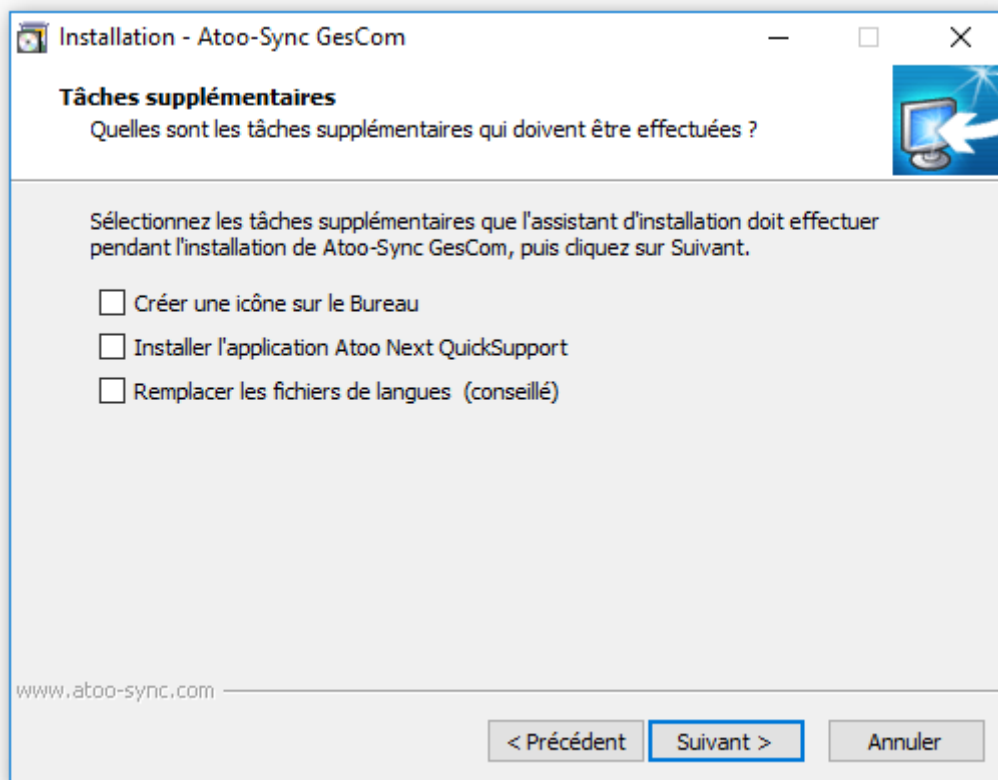 Installation - Atoo-Sync GesCom
Tâches supplémentaires
Quelles sont les tâches supplémentaires qui doivent être effectuées ?
Sélectionnez les tâches supplémentaires que l'assistant d'installation doit effectuer
pendant l'installation de Atoo-Sync GesCom, puis cliquez sur Suivant.
Créer une icône sur le Bureau
Installer l'application Atoo Next QuickSupport
Remplacer les fichiers de langues  (conseillé)
www.atoo-sync.com
< Précédent
Suivant >
Annuler